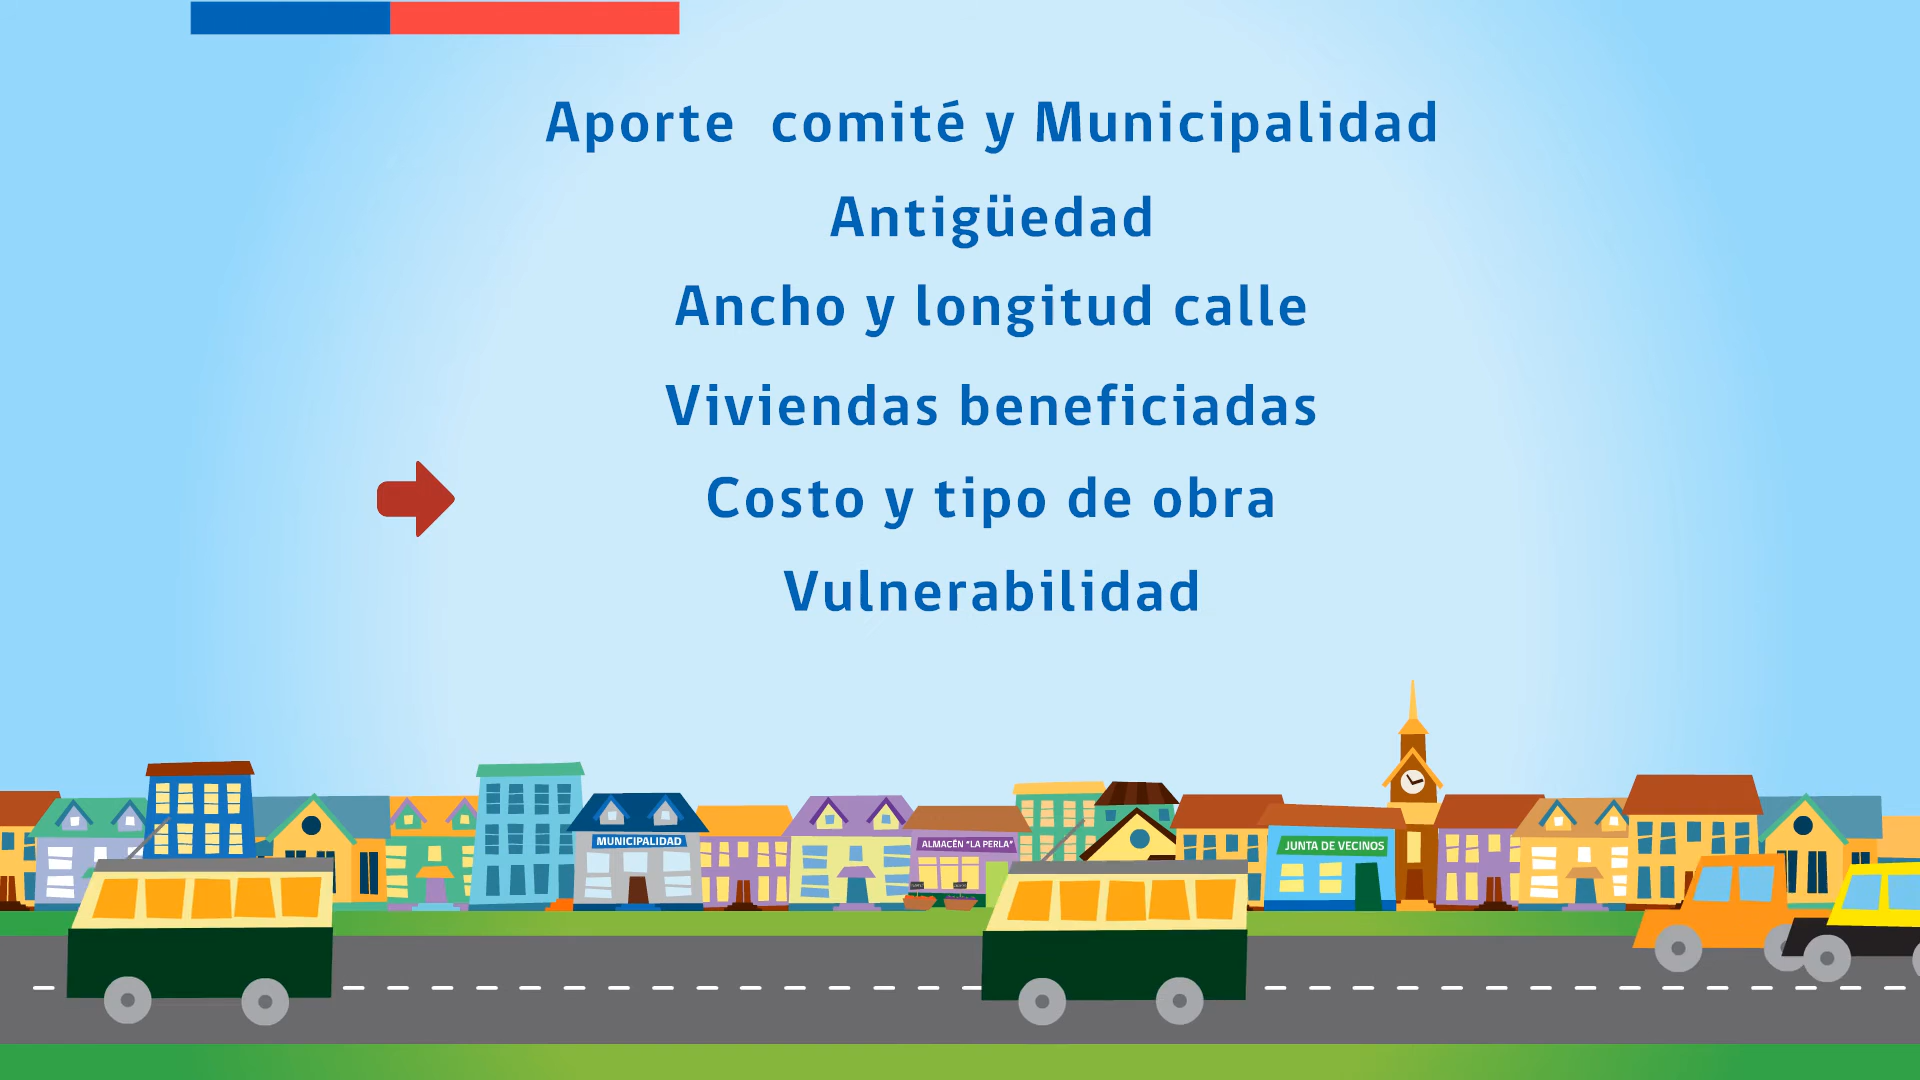 Aporte comité y Municipalidad
Antigüedad
Ancho y longitud calle
Viviendas beneficiadas
Costo y tipo de obra
Vulnerabilidad
MUNICIPALIDAD
ALMACÉN "LA PERLA"
JUNTA DE VECINOS